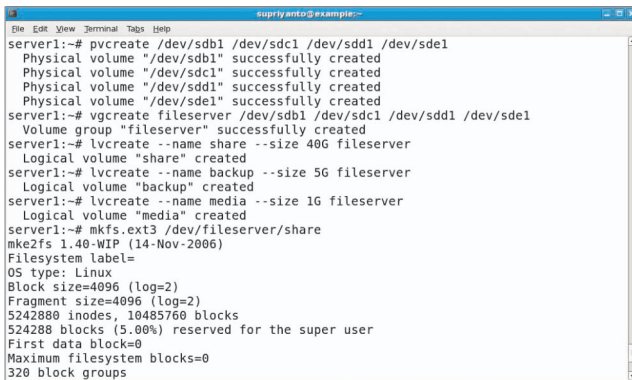 supriyanto@example:~
File Edit View Terminal Tabs Help
server1:~# pvcreate /dev/sdb1 /dev/sdc1 /dev/sdd1 /dev/sde1
  Physical volume "/dev/sdb1" successfully created
  Physical volume "/dev/sdc1" successfully created
  Physical volume "/dev/sdd1" successfully created
  Physical volume "/dev/sde1" successfully created
server1:~# vgcreate fileserver /dev/sdb1 /dev/sdc1 /dev/sdd1 /dev/sde1
  Volume group "fileserver" successfully created
server1:~# lvcreate --name share --size 40G fileserver
  Logical volume "share" created
server1:~# lvcreate --name backup --size 5G fileserver
  Logical volume "backup" created
server1:~# lvcreate --name media --size 1G fileserver
  Logical volume "media" created
server1:~# mkfs.ext3 /dev/fileserver/share
mke2fs 1.40-WIP (14-Nov-2006)
Filesystem label=
OS type: Linux
Block size=4096 (log=2)
Fragment size=4096 (log=2)
5242880 inodes, 10485760 blocks
524288 blocks (5.00%) reserved for the super user
First data block=0
Maximum filesystem blocks=0
320 block groups